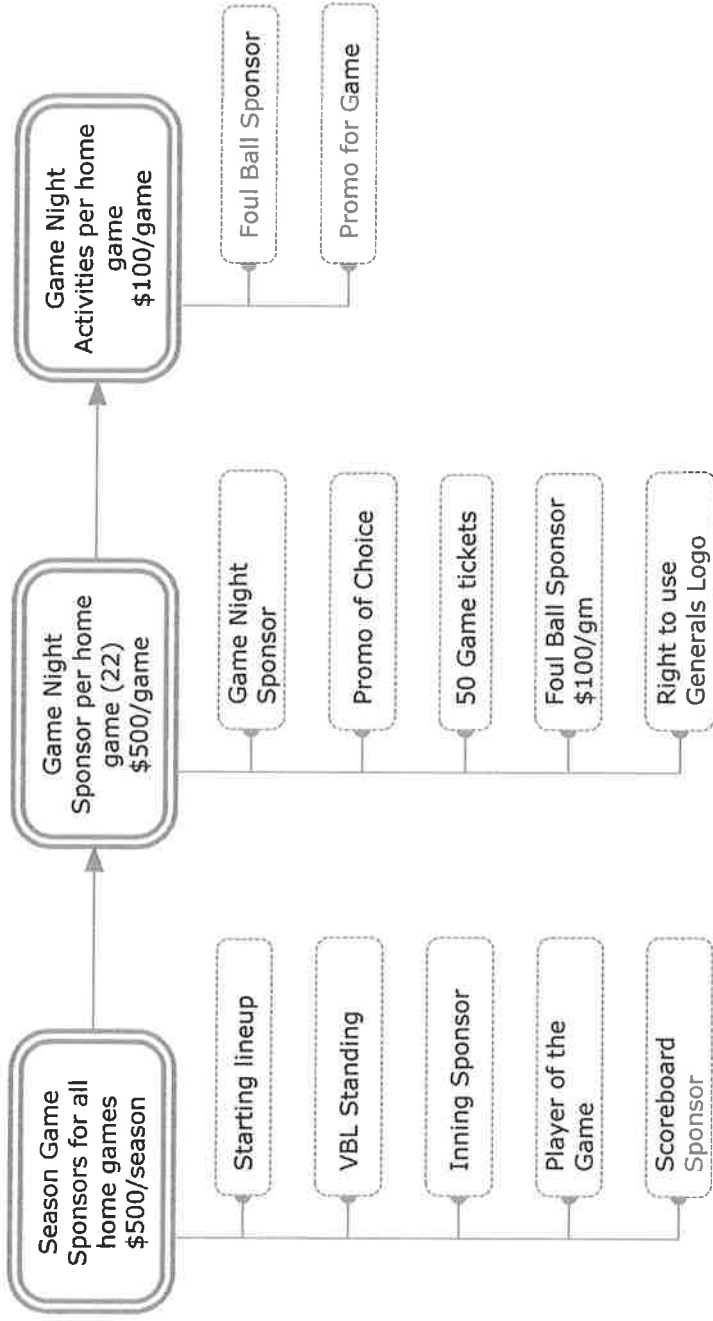 Season Game
Sponsors for all
home games
$500/season
Starting lineup
VBL Standing
Inning Sponsor
Player of the
Game
Scoreboard
Sponsor
Game Night
Sponsor per home
game (22)
$500/game
Game Night
Sponsor
Promo of Choice
50 Game tickets
Foul Ball Sponsor
$100/gm
Right to use
Generals Logo
Game Night
Activities per home
game
$100/game
Foul Ball Sponsor
Promo for Game